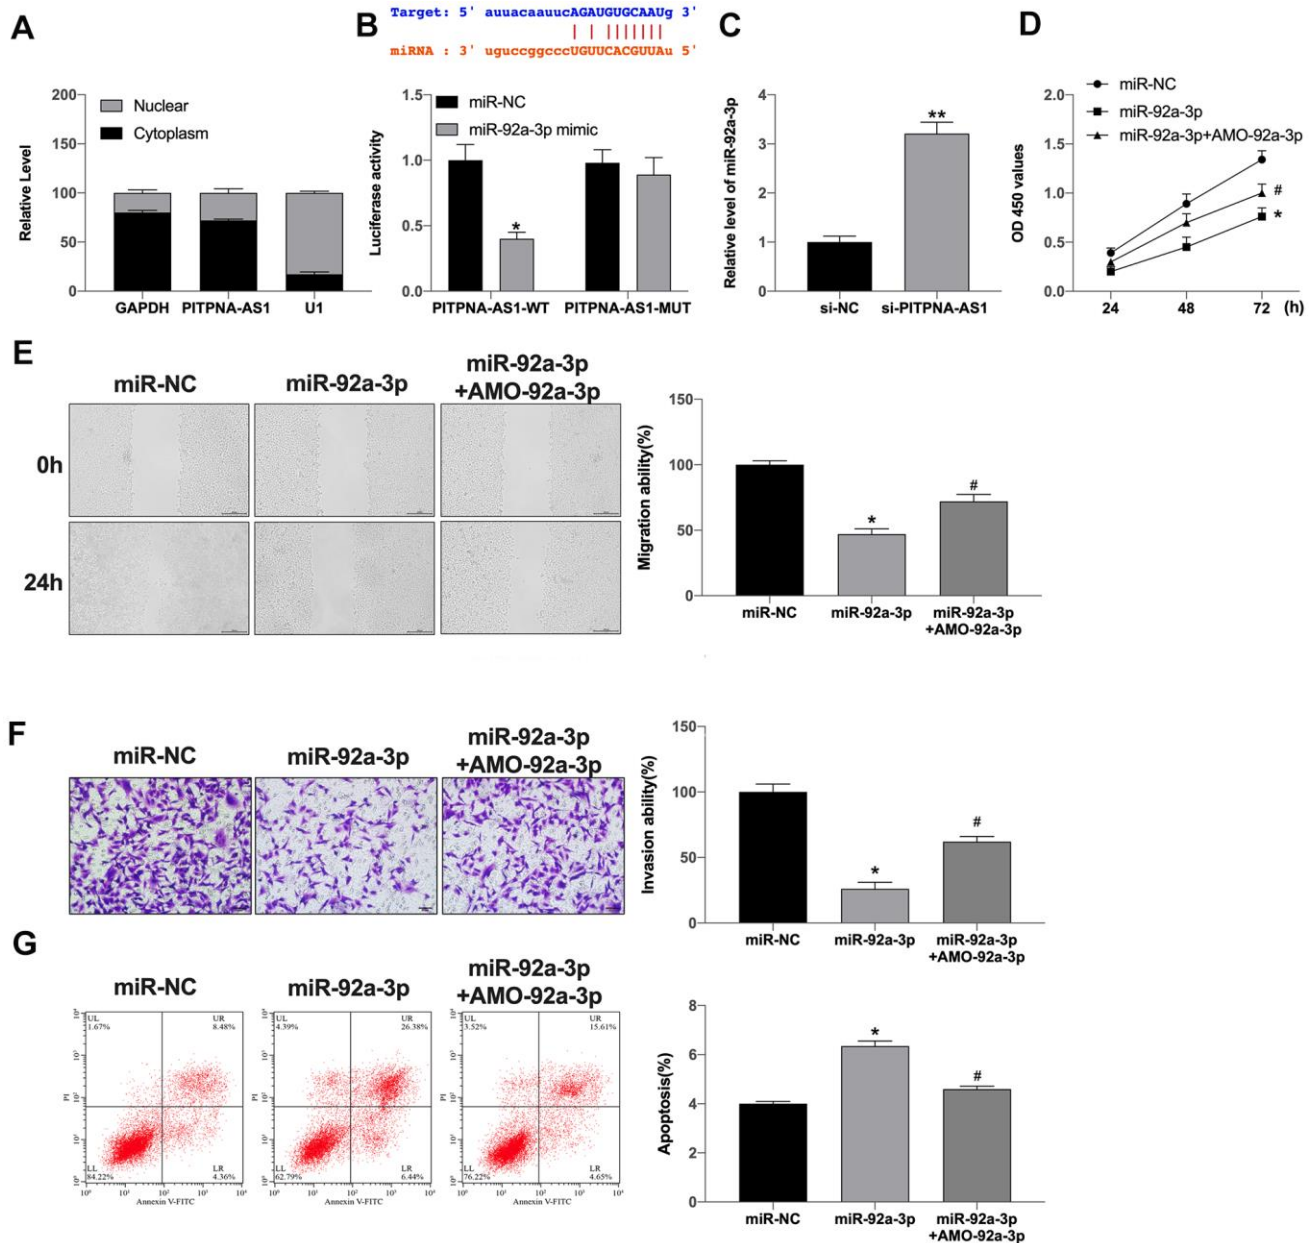 A
200
150
100
50
0
Relative Level
Nuclear
Cytoplasm
GAPDH PITPNA-AS1 U1
B
Target: 5' auuacaauucAGAUGUGCAAUg 3'
miRNA : 3' uguccggcccUGUUCACGUUAu 5'
1.5
1.0
0.5
0.0
Luciferase activity
miR-NC
miR-92a-3p mimic
*
PITPNA-AS1-WT PITPNA-AS1-MUT
C
4
3
2
1
0
Relative level of miR-92a-3p
**
si-NC si-PITPNA-AS1
D
miR-NC
miR-92a-3p
miR-92a-3p+AMO-92a-3p
2.0
1.5
1.0
0.5
0.0
OD 450 values
#
*
24 48 72 (h)
E
miR-NC miR-92a-3p miR-92a-3p
+AMO-92a-3p
0h
24h
150
100
50
0
Migration ability(%)
*
#
miR-NC miR-92a-3p miR-92a-3p
+AMO-92a-3p
F
miR-NC miR-92a-3p miR-92a-3p
+AMO-92a-3p
150
100
50
0
Invasion ability(%)
*
#
miR-NC miR-92a-3p miR-92a-3p
+AMO-92a-3p
G
miR-NC miR-92a-3p miR-92a-3p
+AMO-92a-3p
UL UR
1.67% 8.48%
LL LR
84.22% 4.36%
PI
Annexin V-FITC
UL UR
4.39% 26.38%
LL LR
62.79% 6.44%
PI
Annexin V-FITC
UL UR
3.52% 15.61%
LL LR
76.22% 4.65%
PI
Annexin V-FITC
8
6
4
2
0
Apoptosis(%)
*
#
miR-NC miR-92a-3p miR-92a-3p
+AMO-92a-3p